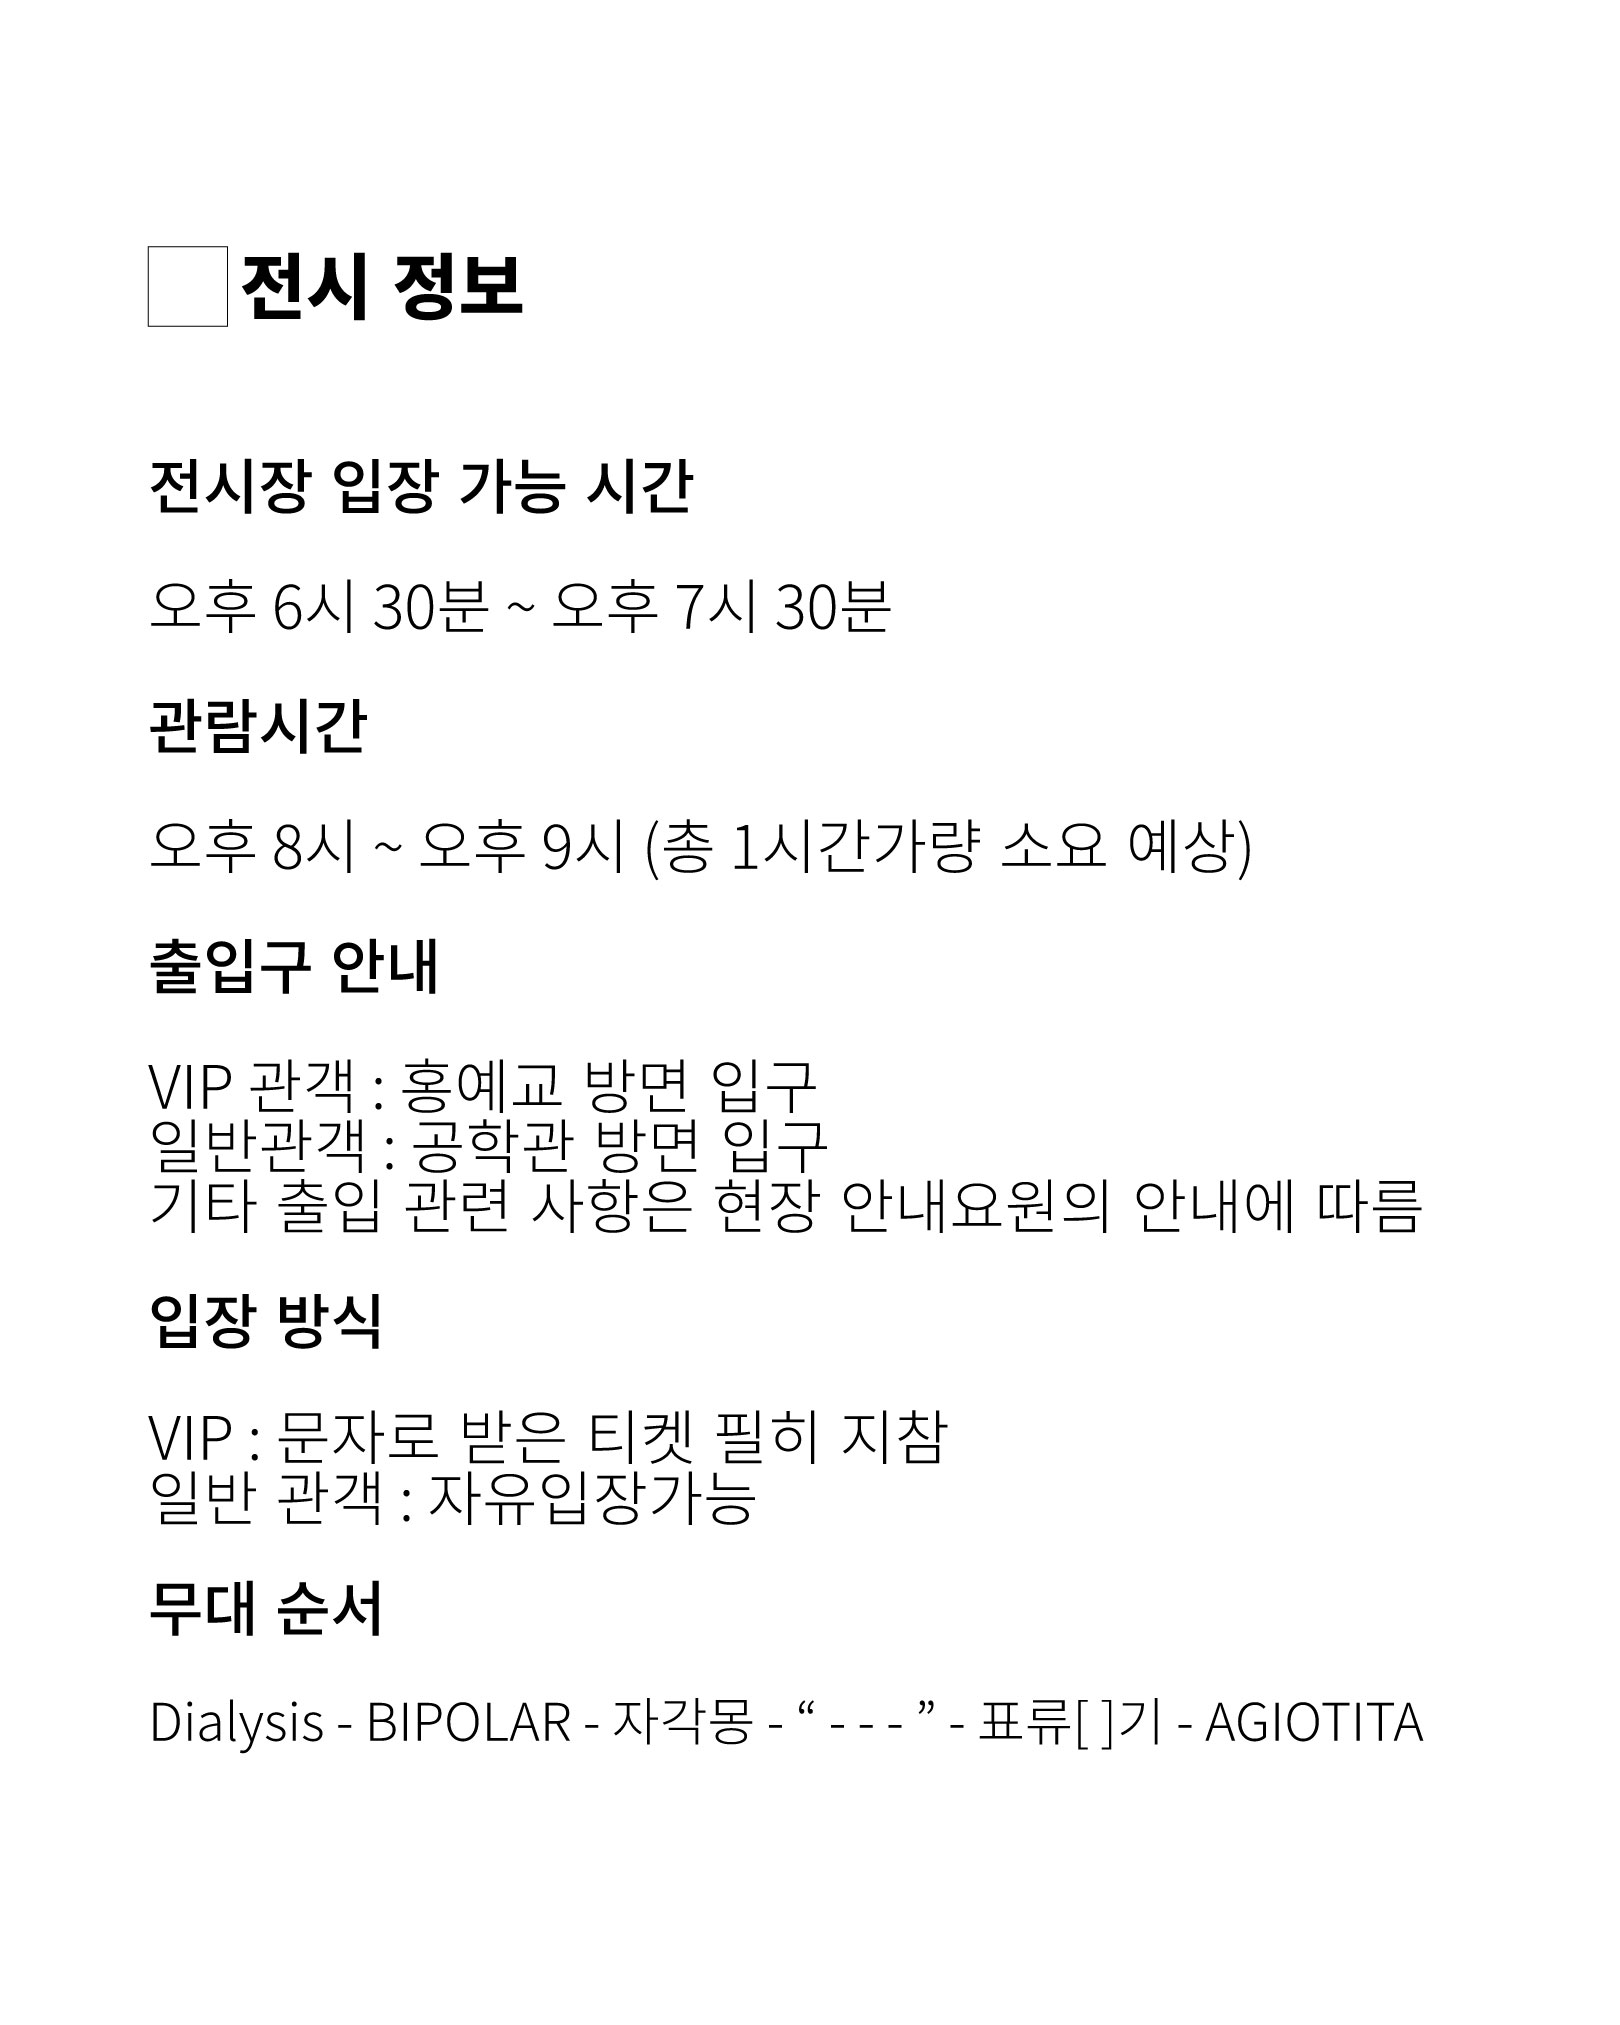 전시 정보
전시장 입장 가능 시간
오후 6시 30분 ~ 오후 7시 30분
관람시간
오후 8시 ~ 오후 9시 (총 1시간가량 소요 예상)
출입구 안내
VIP 관객 : 홍예교 방면 입구
일반관객 : 공학관 방면 입구
기타 출입 관련 사항은 현장 안내요원의 안내에 따름
입장 방식
VIP : 문자로 받은 티켓 필히 지참
일반 관객 : 자유입장가능
무대 순서
Dialysis - BIPOLAR - 자각몽 - “ - - - ” - 표류[ ]기 - AGIOTITA